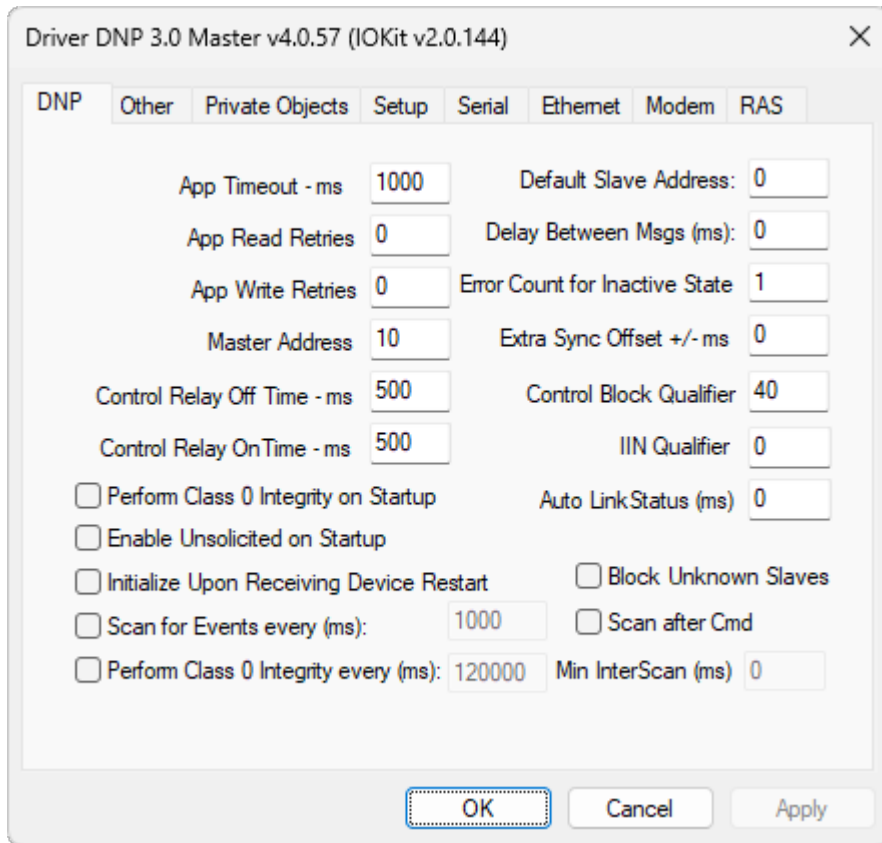 Driver DNP 3.0 Master v4.0.57 (IOKit v2.0.144)
DNP Other Private Objects Setup Serial Ethernet Modem RAS
App Timeout - ms 1000 Default Slave Address: 0
App Read Retries 0 Delay Between Msgs (ms): 0
App Write Retries 0 Error Count for Inactive State 1
Master Address 10 Extra Sync Offset +/- ms 0
Control Relay Off Time - ms 500 Control Block Qualifier 40
Control Relay OnTime - ms 500 IIN Qualifier 0
Perform Class 0 Integrity on Startup Auto LinkStatus (ms) 0
Enable Unsolicited on Startup
Initialize Upon Receiving Device Restart Block Unknown Slaves
Scan for Events every (ms): 1000 Scan after Cmd
Perform Class 0 Integrity every (ms): 120000 Min InterScan (ms) 0
OK Cancel Apply